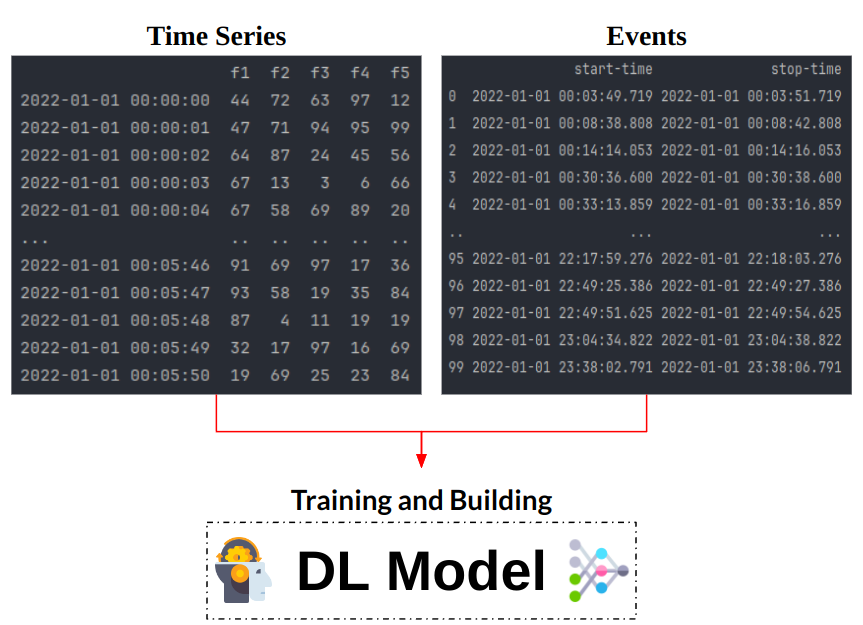 Time Series
f1 f2 f3 f4 f5
2022-01-01 00:00:00 44 72 63 97 12
2022-01-01 00:00:01 47 71 94 95 99
2022-01-01 00:00:02 64 87 24 45 56
2022-01-01 00:00:03 67 13 3 6 66
2022-01-01 00:00:04 67 58 69 89 20
... .. .. .. .. ..
2022-01-01 00:05:46 91 69 97 17 36
2022-01-01 00:05:47 93 58 19 35 84
2022-01-01 00:05:48 87 4 11 19 19
2022-01-01 00:05:49 32 17 97 16 69
2022-01-01 00:05:50 19 69 25 23 84
Events
start-time stop-time
0 2022-01-01 00:03:49.719 2022-01-01 00:03:51.719
1 2022-01-01 00:08:38.808 2022-01-01 00:08:42.808
2 2022-01-01 00:14:14.053 2022-01-01 00:14:16.053
3 2022-01-01 00:30:36.600 2022-01-01 00:30:38.600
4 2022-01-01 00:33:13.859 2022-01-01 00:33:16.859
.. ... ...
95 2022-01-01 22:17:59.276 2022-01-01 22:18:03.276
96 2022-01-01 22:49:25.386 2022-01-01 22:49:27.386
97 2022-01-01 22:49:51.625 2022-01-01 22:49:54.625
98 2022-01-01 23:04:34.822 2022-01-01 23:04:38.822
99 2022-01-01 23:38:02.791 2022-01-01 23:38:06.791
Training and Building
DL Model